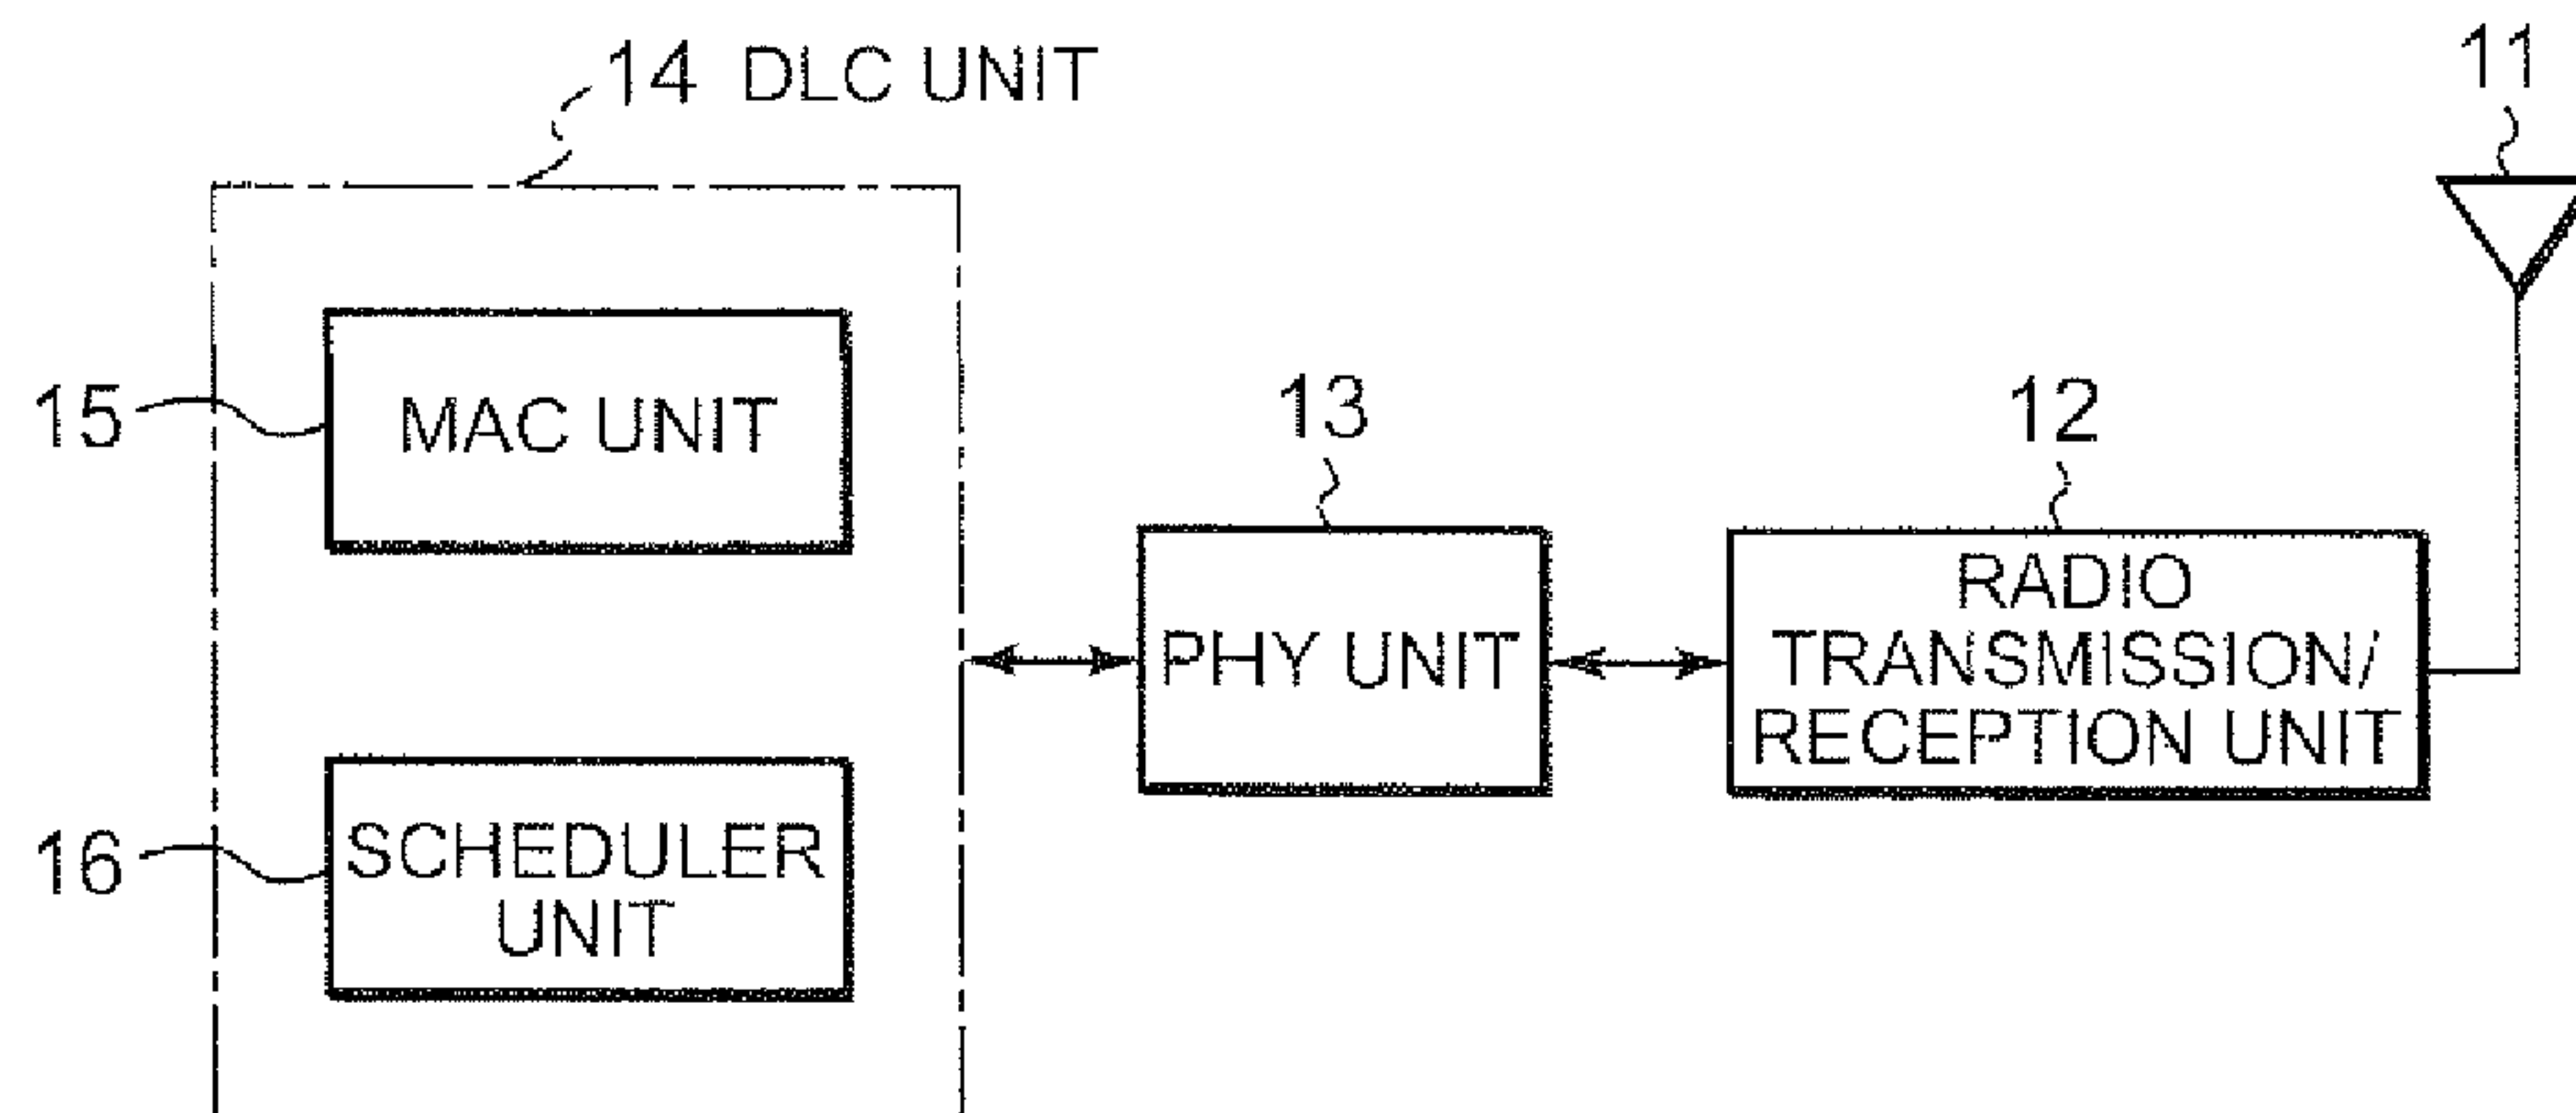 14 DLC UNIT
11
15
MAC UNIT
13
PHY UNIT
12
RADIO
TRANSMISSION/
RECEPTION UNIT
16
SCHEDULER
UNIT